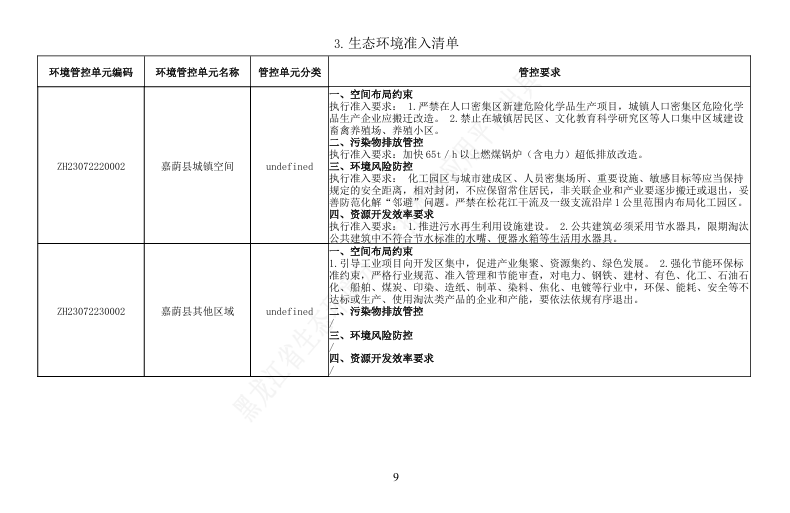 3.生态环境准入清单
环境管控单元编码 环境管控单元名称 管控单元分类 管控要求
ZH23072220002 嘉荫县城镇空间 undefined
一、空间布局约束
执行准入要求： 1.严禁在人口密集区新建危险化学品生产项目，城镇人口密集区危险化学
品生产企业应搬迁改造。 2.禁止在城镇居民区、文化教育科学研究区等人口集中区域建设
畜禽养殖场、养殖小区。
二、污染物排放管控
执行准入要求：加快65t/h以上燃煤锅炉（含电力）超低排放改造。
三、环境风险防控
执行准入要求： 化工园区与城市建成区、人员密集场所、重要设施、敏感目标等应当保持
规定的安全距离，相对封闭，不应保留常住居民，非关联企业和产业要逐步搬迁或退出，妥
善防范化解“邻避”问题。严禁在松花江干流及一级支流沿岸1公里范围内布局化工园区。
四、资源开发效率要求
执行准入要求： 1.推进污水再生利用设施建设。 2.公共建筑必须采用节水器具，限期淘汰
公共建筑中不符合节水标准的水嘴、便器水箱等生活用水器具。
ZH23072230002 嘉荫县其他区域 undefined
一、空间布局约束
1.引导工业项目向开发区集中，促进产业集聚、资源集约、绿色发展。 2.强化节能环保标
准约束，严格行业规范、准入管理和节能审查，对电力、钢铁、建材、有色、化工、石油石
化、船舶、煤炭、印染、造纸、制革、染料、焦化、电镀等行业中，环保、能耗、安全等不
达标或生产、使用淘汰类产品的企业和产能，要依法依规有序退出。
二、污染物排放管控
/
三、环境风险防控
/
四、资源开发效率要求
/
黑龙江省生态
9